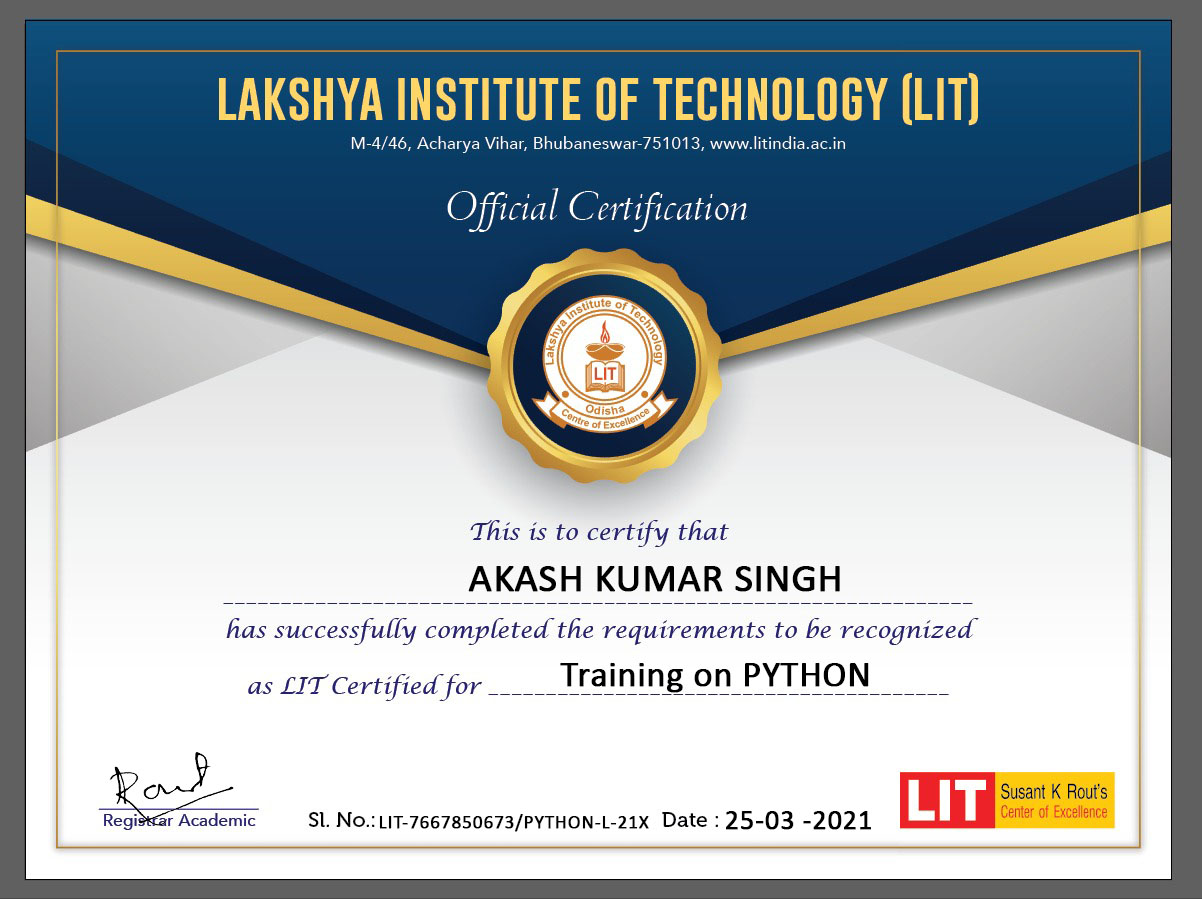 LAKSHYA INSTITUTE OF TECHNOLOGY (LIT)
M-4/46, Acharya Vihar, Bhubaneswar-751013, www.litindia.ac.in
Official Certification
Lakshya Institute of Technology
LIT
Odisha
Centre of Excellence
This is to certify that
AKASH KUMAR SINGH
has successfully completed the requirements to be recognized
as LIT Certified for Training on PYTHON
Rout
Registrar Academic
Sl. No.: LIT-7667850673/PYTHON-L-21X Date : 25-03 -2021
LIT Susant K Rout's
Center of Excellence